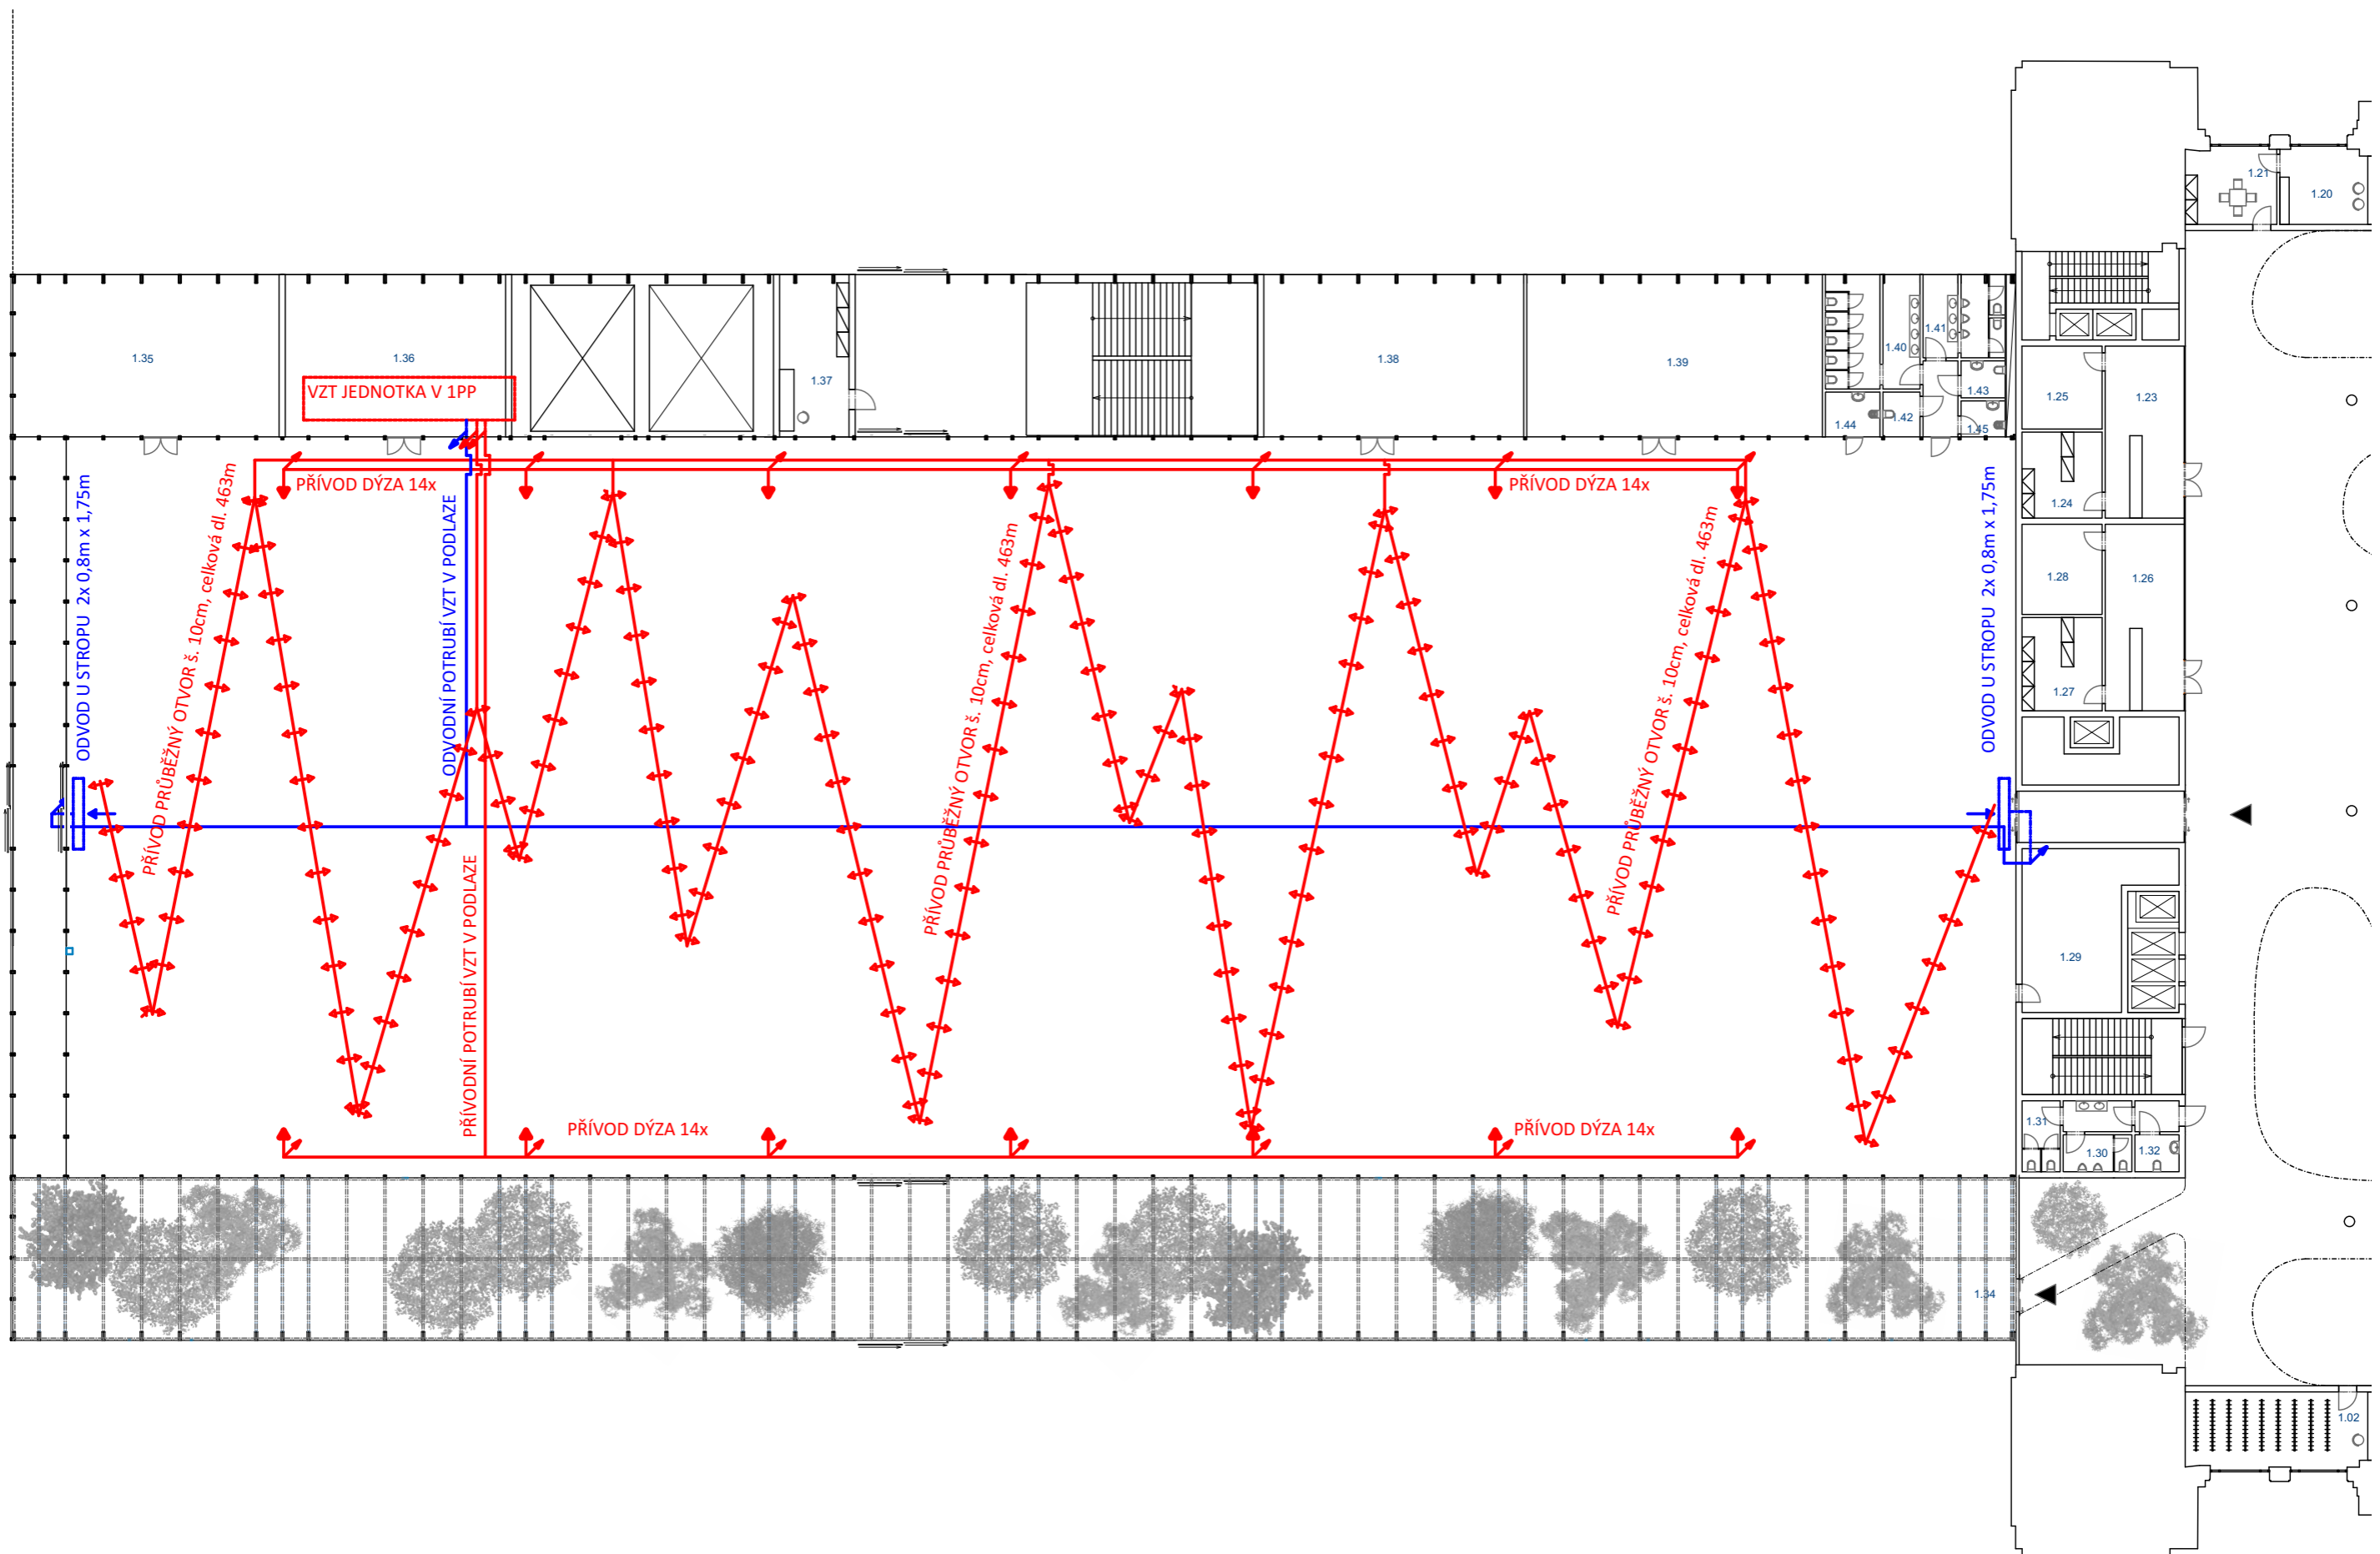 1.21
1.20
1.35
1.36
VZT JEDNOTKA V 1PP
1.37
1.38
1.39
1.40
1.41
1.43
1.42
1.44
1.45
1.25
1.23
1.24
1.28
1.26
1.27
1.29
1.31
1.30
1.32
1.34
1.02
PŘÍVOD DÝZA 14x
PŘÍVOD DÝZA 14x
ODVOD U STROPU 2x 0,8m x 1,75m
PŘÍVOD PRŮBĚŽNÝ OTVOR š. 10cm, celková dl. 463m
ODVODNÍ POTRUBÍ VZT V PODLAZE
PŘÍVODNÍ POTRUBÍ VZT V PODLAZE
PŘÍVOD PRŮBĚŽNÝ OTVOR š. 10cm, celková dl. 463m
PŘÍVOD PRŮBĚŽNÝ OTVOR š. 10cm, celková dl. 463m
ODVOD U STROPU 2x 0,8m x 1,75m
PŘÍVOD DÝZA 14x
PŘÍVOD DÝZA 14x